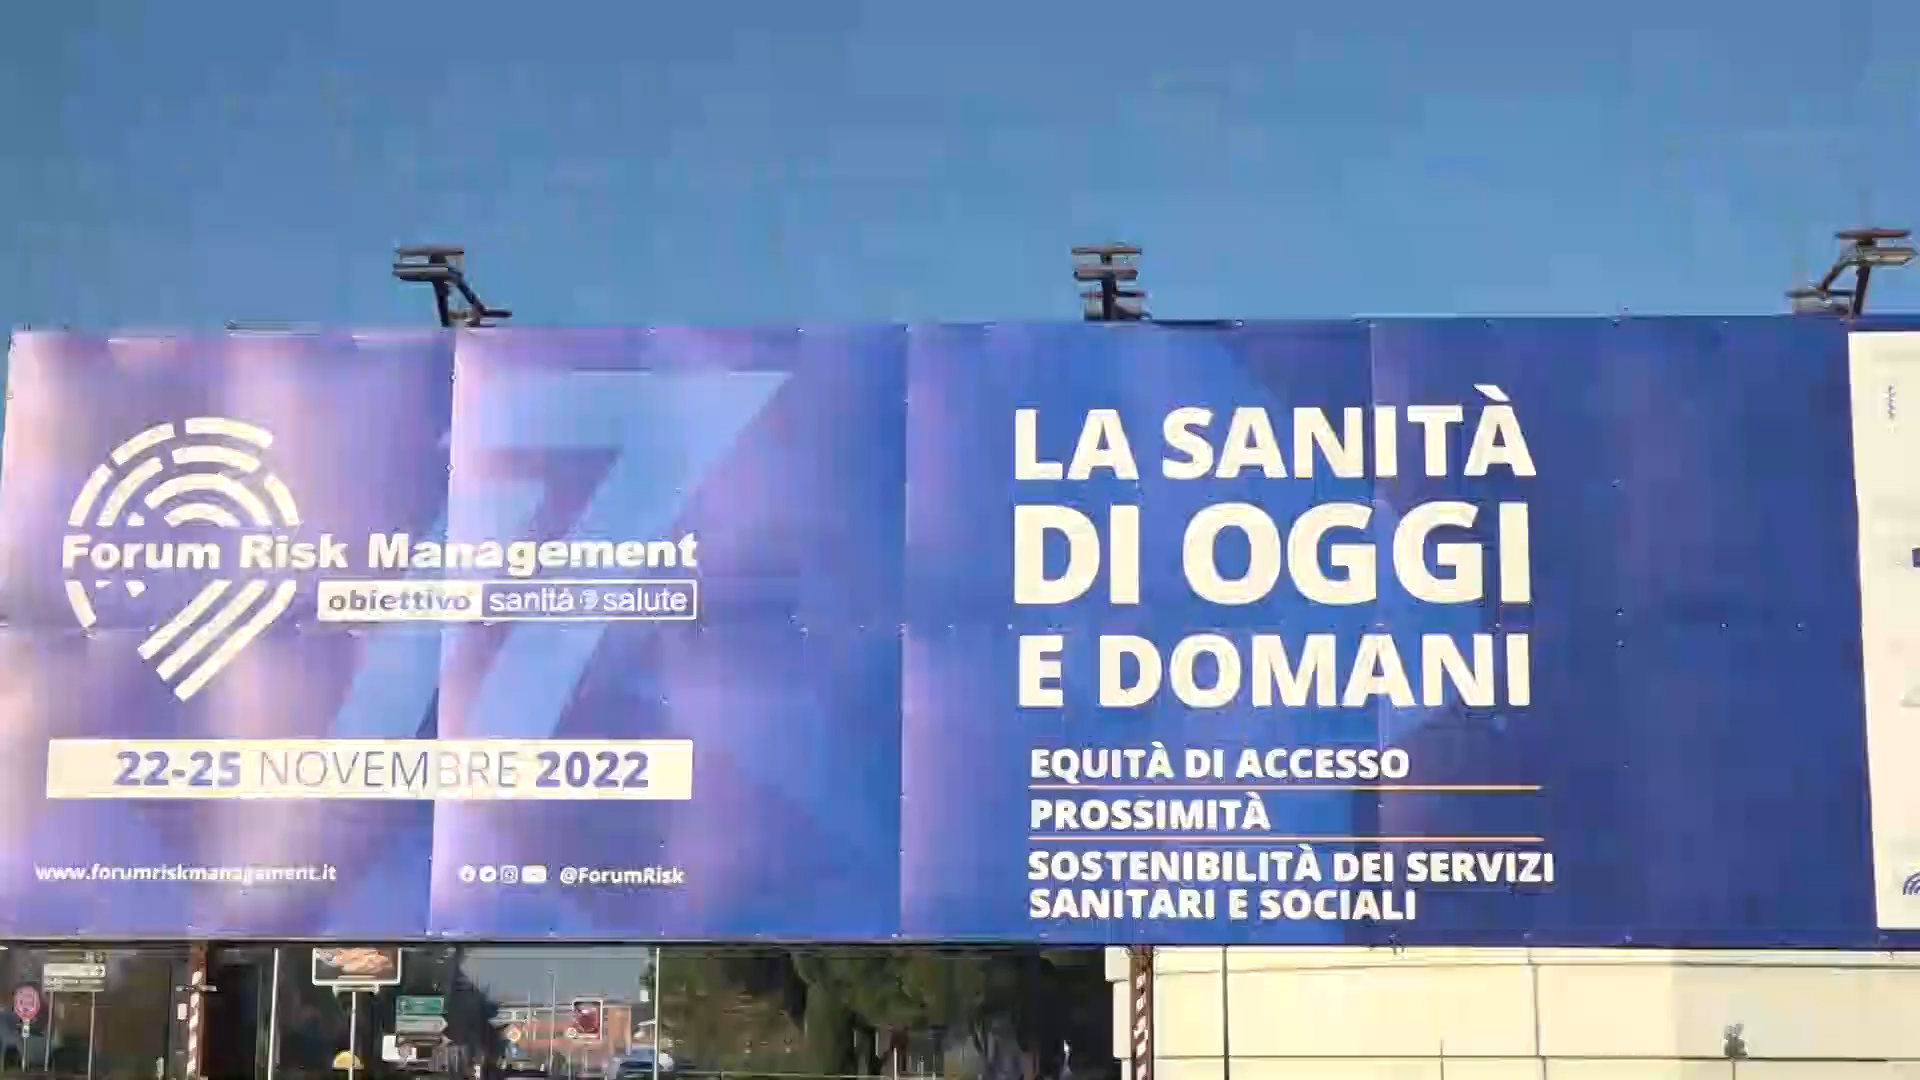 17
Forum Risk Management
obiettivo sanità e salute
22-25 NOVEMBRE 2022
www.forumriskmanagement.it
@ForumRisk
LA SANITÀ
DI OGGI
E DOMANI
EQUITÀ DI ACCESSO
PROSSIMITÀ
SOSTENIBILITÀ DEI SERVIZI
SANITARI E SOCIALI